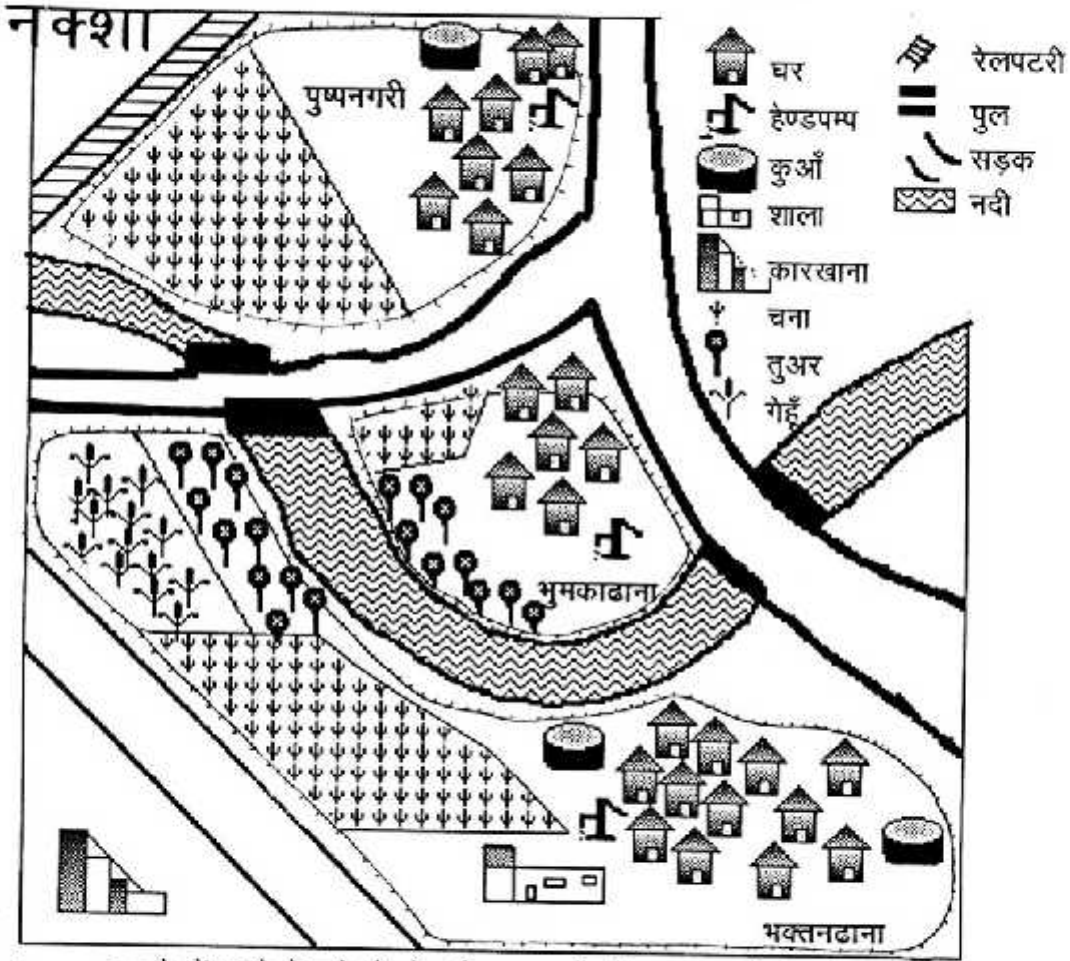 नक्शा
पुष्पनगरी
घर
हेण्डपम्प
कुआँ
शाला
कारखाना
चना
तुअर
गेहूँ
रेलपटरी
पुल
सड़क
नदी
भुमकाढाना
भक्तनढाना